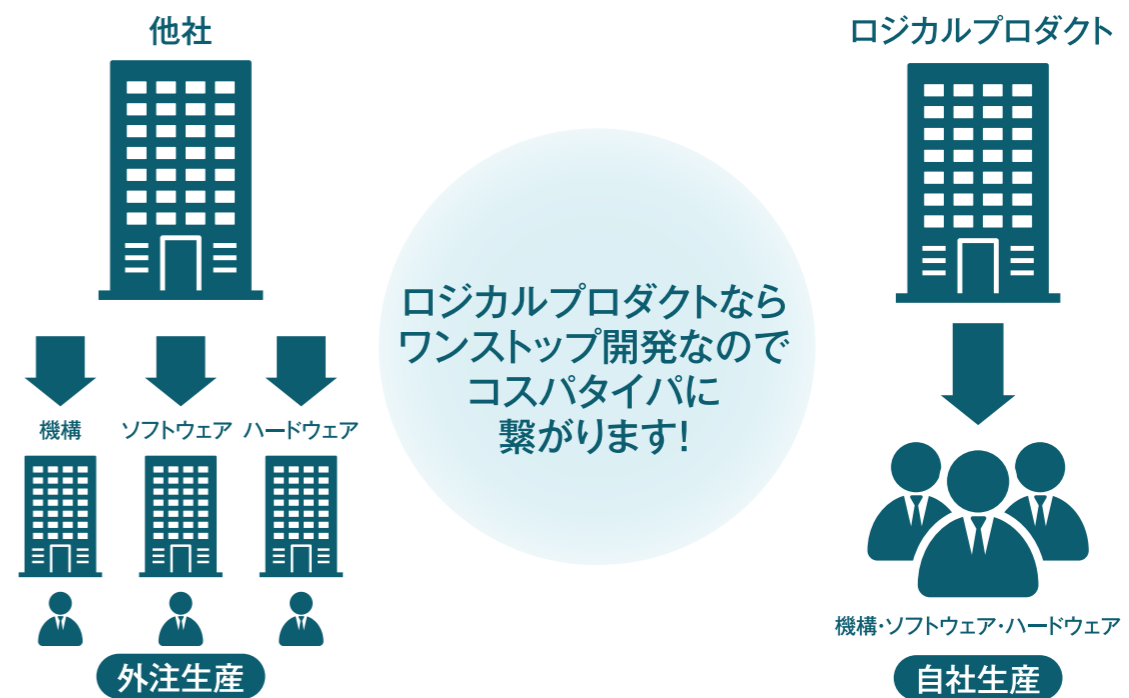 他社
ロジカルプロダクト
ロジカルプロダクトなら
ワンストップ開発なので
コスパタイパに
繋がります!
機構
ソフトウェア
ハードウェア
外注生産
機構・ソフトウェア・ハードウェア
自社生産